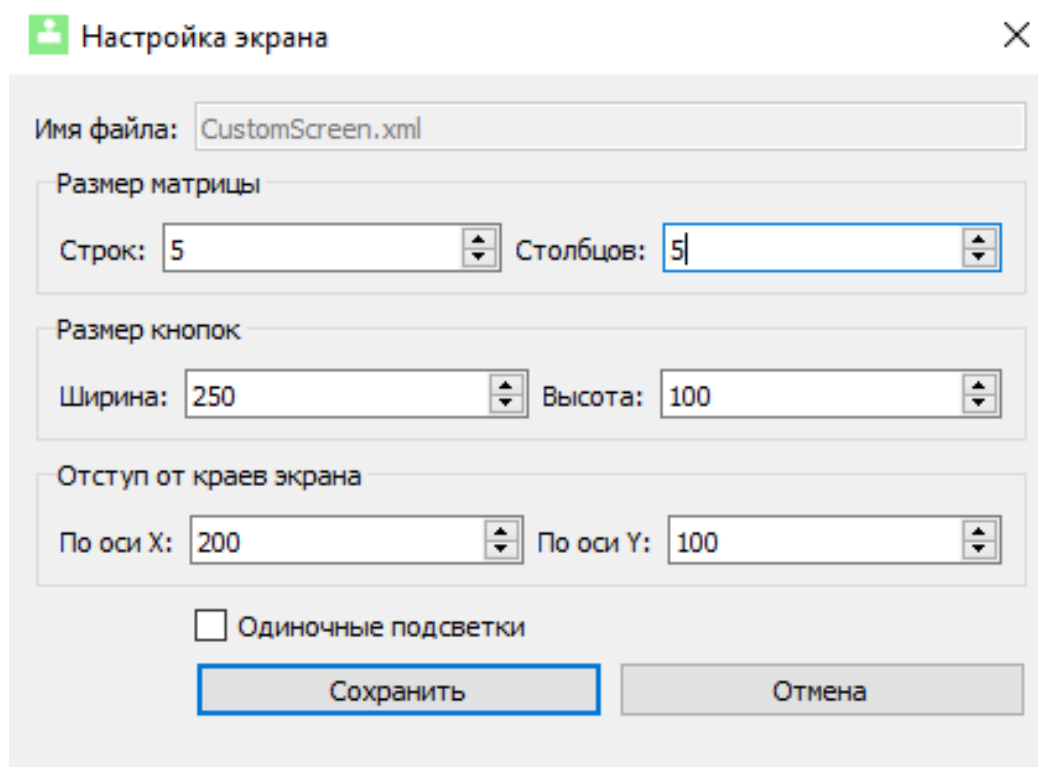 Настройка экрана
Имя файла: CustomScreen.xml
Размер матрицы
Строк: 5 Столбцов: 5
Размер кнопок
Ширина: 250 Высота: 100
Отступ от краев экрана
По оси X: 200 По оси Y: 100
Одиночные подсветки
Сохранить Отмена